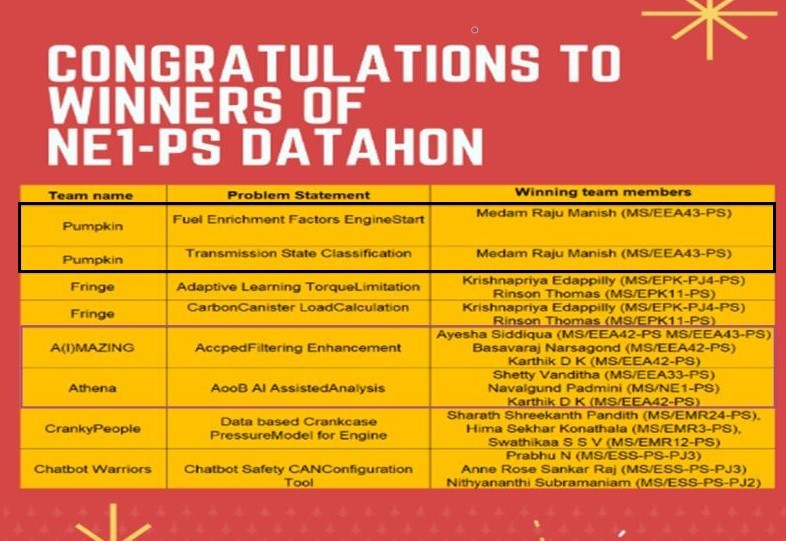 CONGRATULATIONS TO
WINNERS OF
NE1-PS DATAHON
Team name Problem Statement Winning team members
Pumpkin Fuel Enrichment Factors EngineStart Medam Raju Manish (MS/EEA43-PS)
Pumpkin Transmission State Classification Medam Raju Manish (MS/EEA43-PS)
Fringe Adaptive Learning TorqueLimitation Krishnapriya Edappilly (MS/EPK-PJ4-PS)
Rinson Thomas (MS/EPK11-PS)
Fringe CarbonCanister LoadCalculation Krishnapriya Edappilly (MS/EPK-PJ4-PS)
Rinson Thomas (MS/EPK11-PS)
Ayesha Siddiqua (MS/EEA42-PS MS/EEA43-PS)
A(I)MAZING AccpedFiltering Enhancement Basavaraj Narsagond (MS/EEA42-PS)
Karthik D K (MS/EEA42-PS)
Shetty Vanditha (MS/EEA33-PS)
Athena AooB AI AssistedAnalysis Navalgund Padmini (MS/NE1-PS)
Karthik D K (MS/EEA42-PS)
Sharath Shreekanth Pandith (MS/EMR24-PS),
CrankyPeople Data based Crankcase Hima Sekhar Konathala (MS/EMR3-PS),
PressureModel for Engine Swathikaa S S V (MS/EMR12-PS)
Prabhu N (MS/ESS-PS-PJ3)
Chatbot Warriors Chatbot Safety CANConfiguration Anne Rose Sankar Raj (MS/ESS-PS-PJ3)
Tool Nithyananthi Subramaniam (MS/ESS-PS-PJ2)